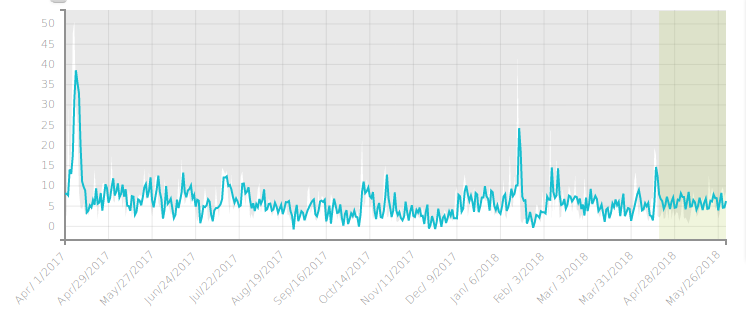 50
45
40
35
30
25
20
15
10
5
0
Apr/ 1/2017
Apr/29/2017
May/27/2017
Jun/24/2017
Jul/22/2017
Aug/19/2017
Sep/16/2017
Oct/14/2017
Nov/11/2017
Dec/ 9/2017
Jan/ 6/2018
Feb/ 3/2018
Mar/ 3/2018
Mar/31/2018
Apr/28/2018
May/26/2018